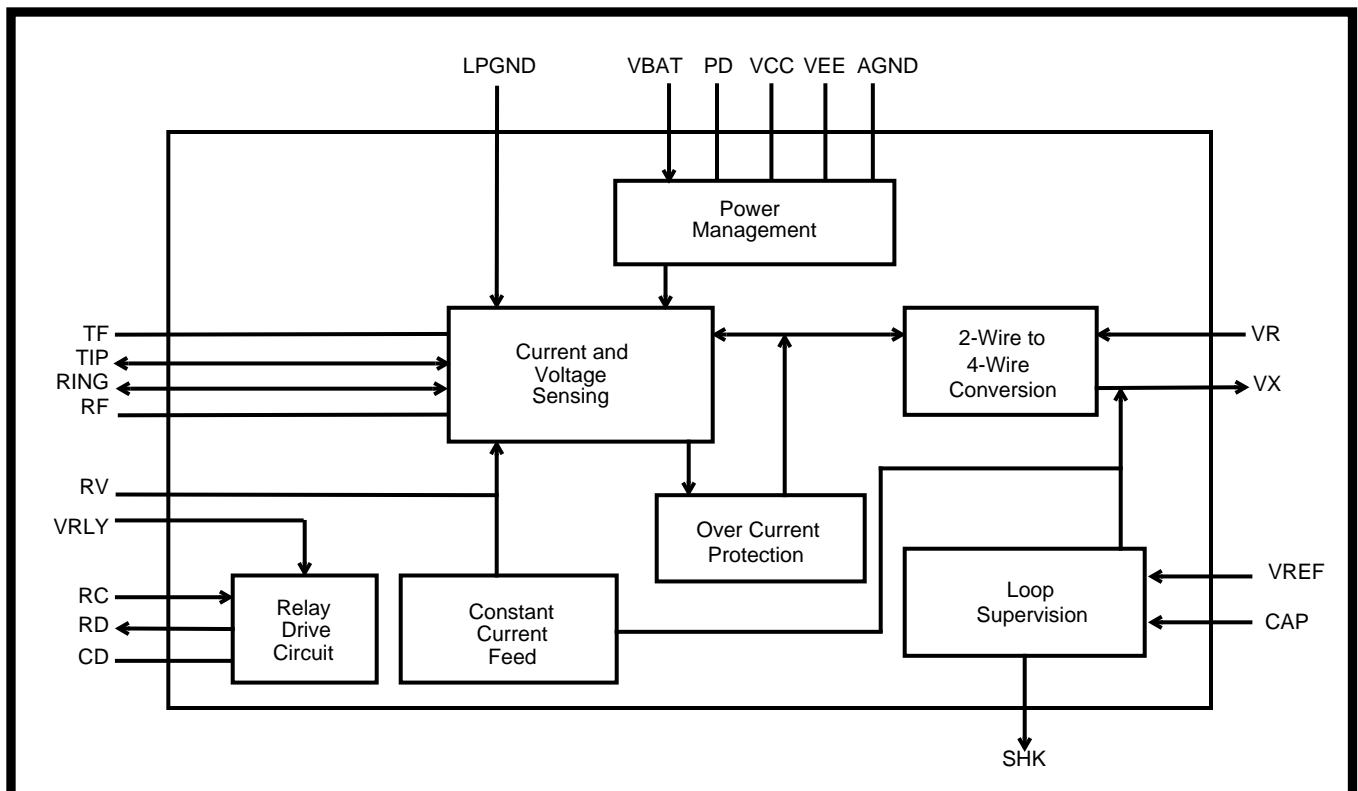 LPGND
VBAT PD VCC VEE AGND
Power
Management
TF
TIP
RING
RF
Current and
Voltage
Sensing
2-Wire to
4-Wire
Conversion
VR
VX
RV
VRLY
Over Current
Protection
RC
RD
CD
Relay
Drive
Circuit
Constant
Current
Feed
Loop
Supervision
VREF
CAP
SHK